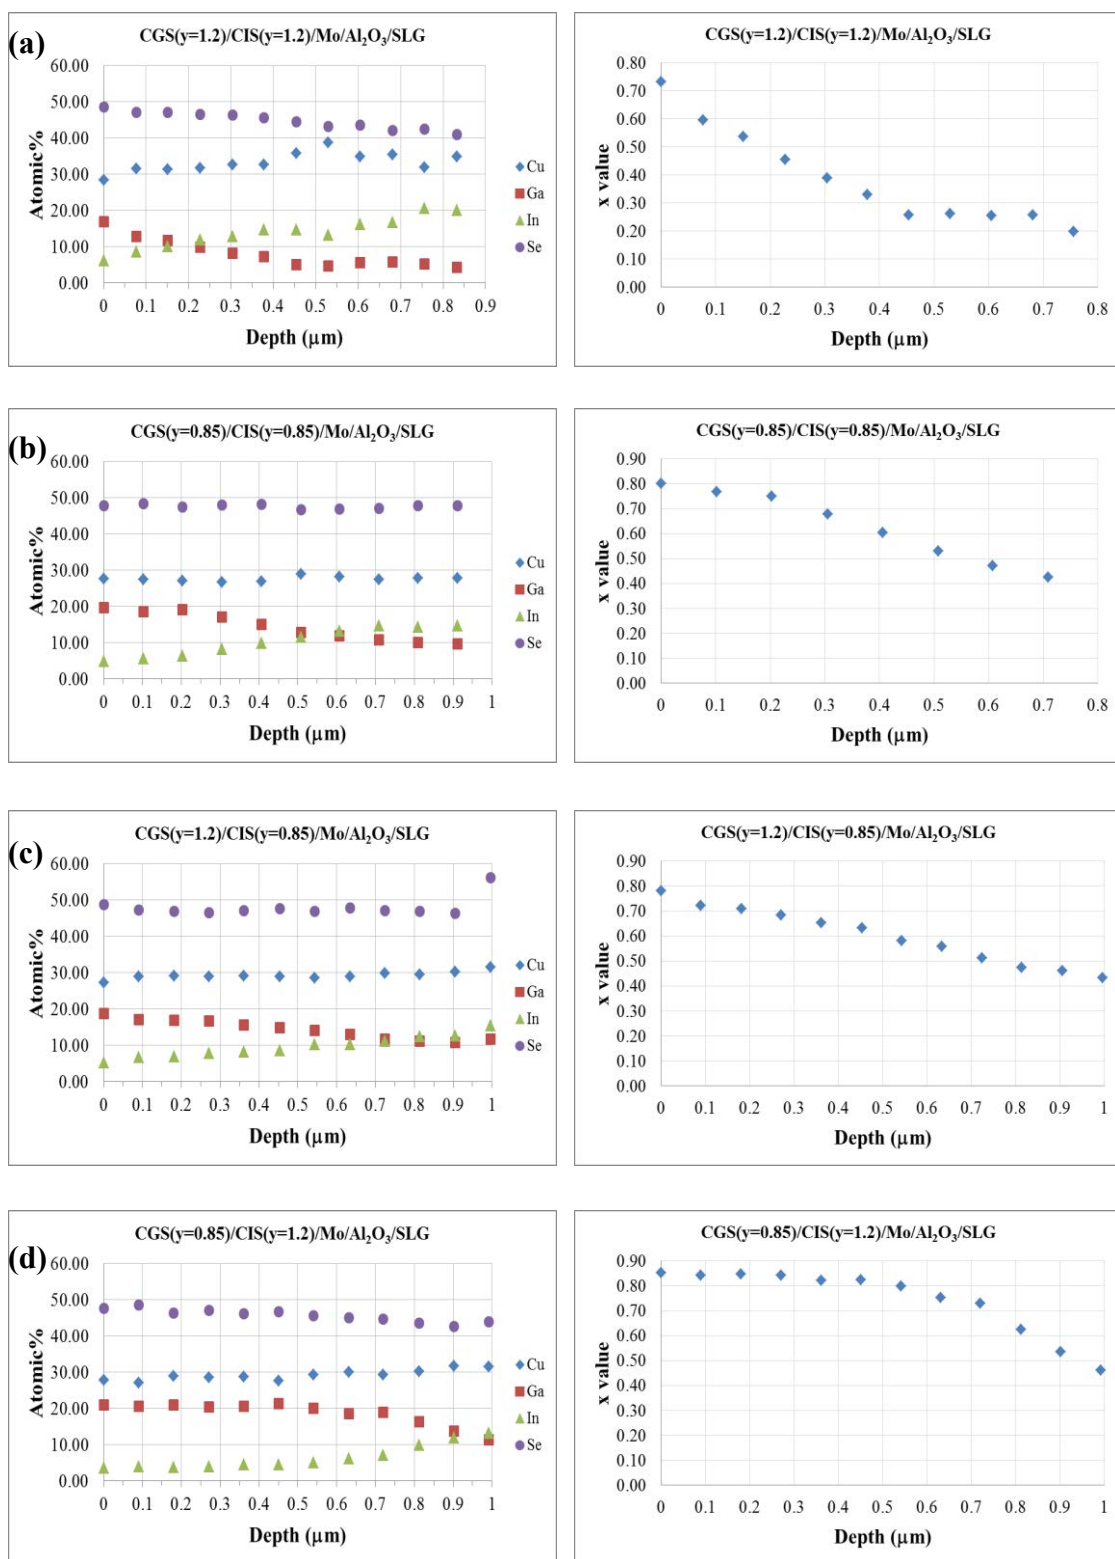 (a)
CGS(y=1.2)/CIS(y=1.2)/Mo/Al₂O₃/SLG
60.00
50.00
40.00
30.00
20.00
10.00
0.00
Atomic%
0 0.1 0.2 0.3 0.4 0.5 0.6 0.7 0.8 0.9
Depth (μm)
Cu
Ga
In
Se
CGS(y=1.2)/CIS(y=1.2)/Mo/Al₂O₃/SLG
0.80
0.70
0.60
0.50
0.40
0.30
0.20
0.10
0.00
x value
0 0.1 0.2 0.3 0.4 0.5 0.6 0.7 0.8
Depth (μm)
(b)
CGS(y=0.85)/CIS(y=0.85)/Mo/Al₂O₃/SLG
60.00
50.00
40.00
30.00
20.00
10.00
0.00
Atomic%
0 0.1 0.2 0.3 0.4 0.5 0.6 0.7 0.8 0.9 1
Depth (μm)
Cu
Ga
In
Se
CGS(y=0.85)/CIS(y=0.85)/Mo/Al₂O₃/SLG
0.90
0.80
0.70
0.60
0.50
0.40
0.30
0.20
0.10
0.00
x value
0 0.1 0.2 0.3 0.4 0.5 0.6 0.7 0.8
Depth (μm)
(c)
CGS(y=1.2)/CIS(y=0.85)/Mo/Al₂O₃/SLG
60.00
50.00
40.00
30.00
20.00
10.00
0.00
Atomic%
0 0.1 0.2 0.3 0.4 0.5 0.6 0.7 0.8 0.9 1
Depth (μm)
Cu
Ga
In
Se
CGS(y=1.2)/CIS(y=0.85)/Mo/Al₂O₃/SLG
0.90
0.80
0.70
0.60
0.50
0.40
0.30
0.20
0.10
0.00
x value
0 0.1 0.2 0.3 0.4 0.5 0.6 0.7 0.8 0.9 1
Depth (μm)
(d)
CGS(y=0.85)/CIS(y=1.2)/Mo/Al₂O₃/SLG
60.00
50.00
40.00
30.00
20.00
10.00
0.00
Atomic%
0 0.1 0.2 0.3 0.4 0.5 0.6 0.7 0.8 0.9 1
Depth (μm)
Cu
Ga
In
Se
CGS(y=0.85)/CIS(y=1.2)/Mo/Al₂O₃/SLG
0.90
0.80
0.70
0.60
0.50
0.40
0.30
0.20
0.10
0.00
x value
0 0.1 0.2 0.3 0.4 0.5 0.6 0.7 0.8 0.9 1
Depth (μm)